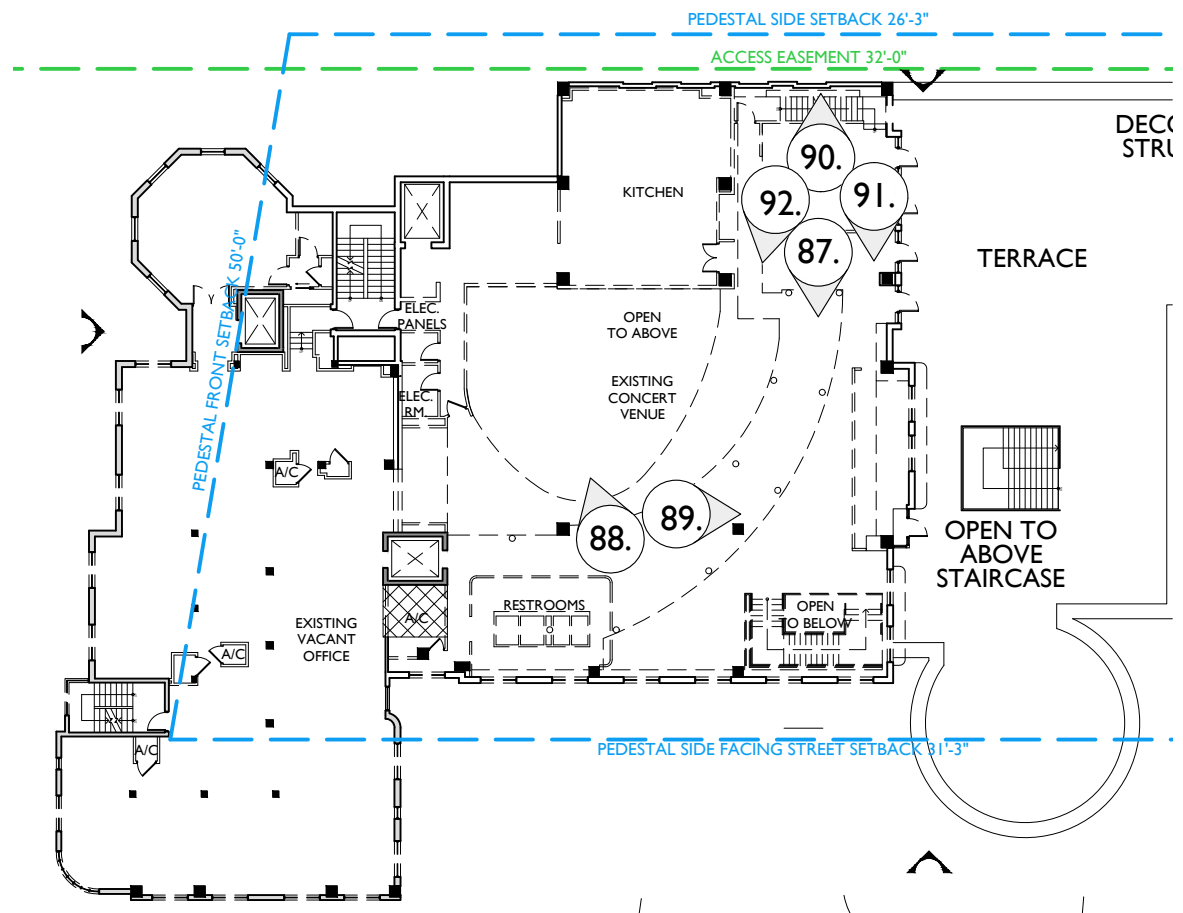 PEDESTAL SIDE SETBACK 26'-3"
ACCESS EASEMENT 32'-0"
DECO
STRU
90.
92.
91.
87.
KITCHEN
TERRACE
PEDESTAL FRONT SETBACK 50'-0"
ELEC.
PANELS
OPEN
TO ABOVE
EXISTING
CONCERT
VENUE
ELEC.
RM.
A/C
88.
89.
OPEN TO
ABOVE
STAIRCASE
RESTROOMS
OPEN
TO BELOW
A/C
EXISTING
VACANT
OFFICE
A/C
A/C
PEDESTAL SIDE FACING STREET SETBACK 31'-3"